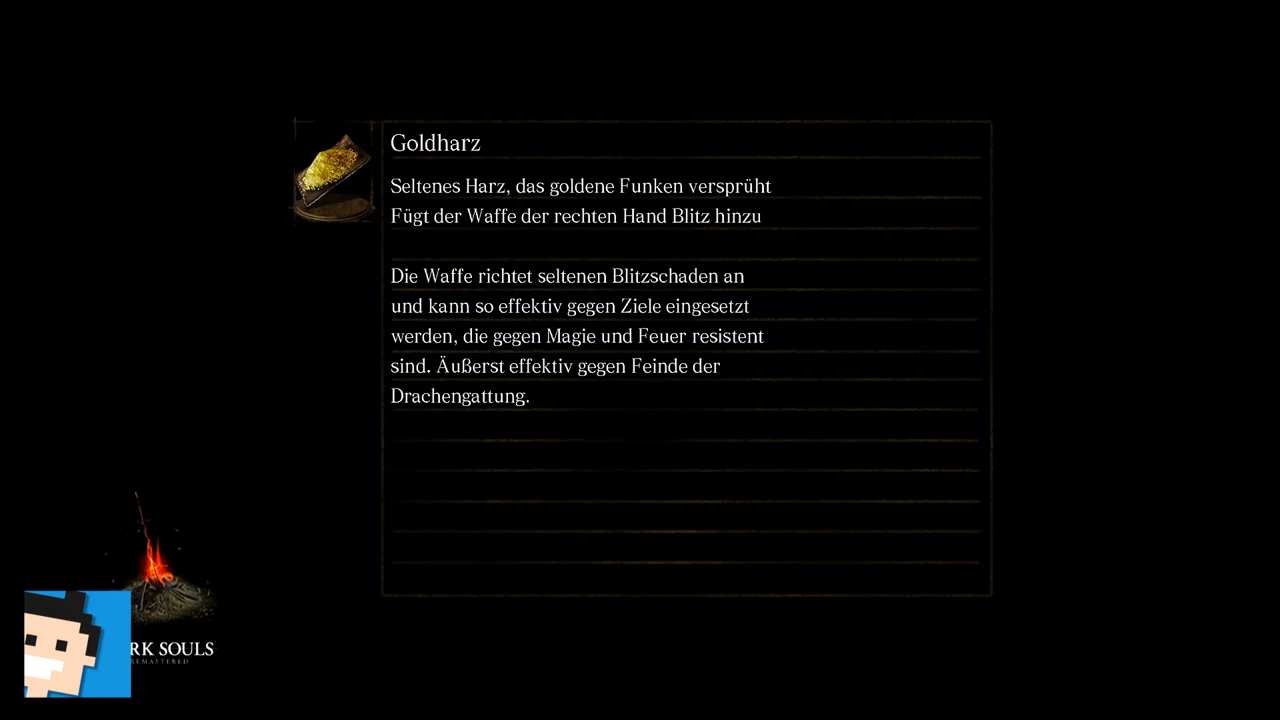 Goldharz
Seltenes Harz, das goldene Funken versprüht
Fügt der Waffe der rechten Hand Blitz hinzu
Die Waffe richtet seltenen Blitzschaden an
und kann so effektiv gegen Ziele eingesetzt
werden, die gegen Magie und Feuer resistent
sind. Äußerst effektiv gegen Feinde der
Drachengattung.
RK SOULS
REMASTERED